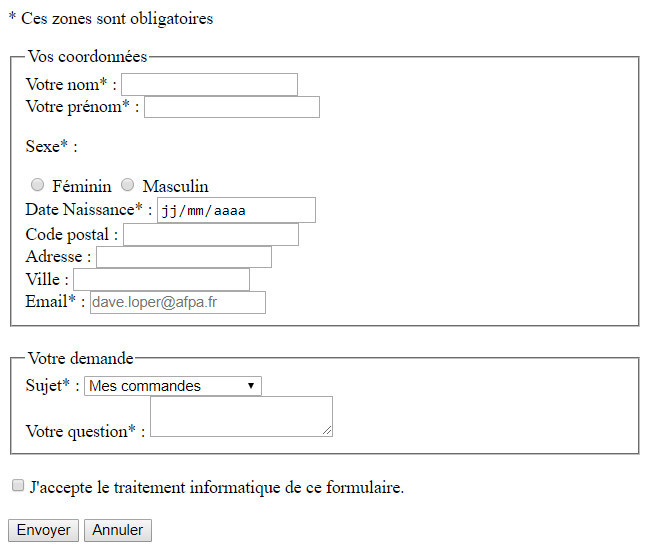 * Ces zones sont obligatoires
Vos coordonnées
Votre nom* :
Votre prénom* :
Sexe* :
Féminin Masculin
Date Naissance* : jj/mm/aaaa
Code postal :
Adresse :
Ville :
Email* : dave.loper@afpa.fr
Votre demande
Sujet* : Mes commandes
Votre question* :
J'accepte le traitement informatique de ce formulaire.
Envoyer Annuler